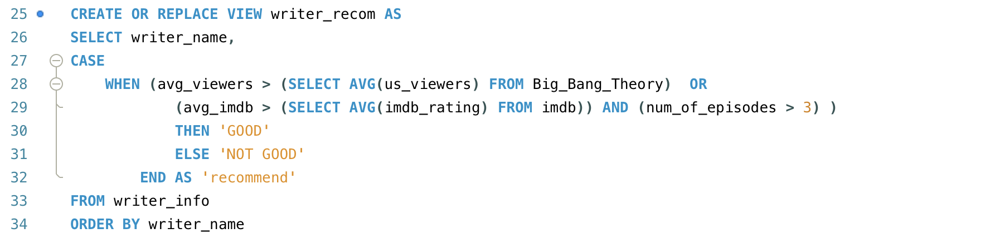 25 CREATE OR REPLACE VIEW writer_recom AS
26 SELECT writer_name,
27 CASE
28     WHEN (avg_viewers > (SELECT AVG(us_viewers) FROM Big_Bang_Theory)  OR
29             (avg_imdb > (SELECT AVG(imdb_rating) FROM imdb)) AND (num_of_episodes > 3) )
30             THEN 'GOOD'
31             ELSE 'NOT GOOD'
32         END AS 'recommend'
33 FROM writer_info
34 ORDER BY writer_name